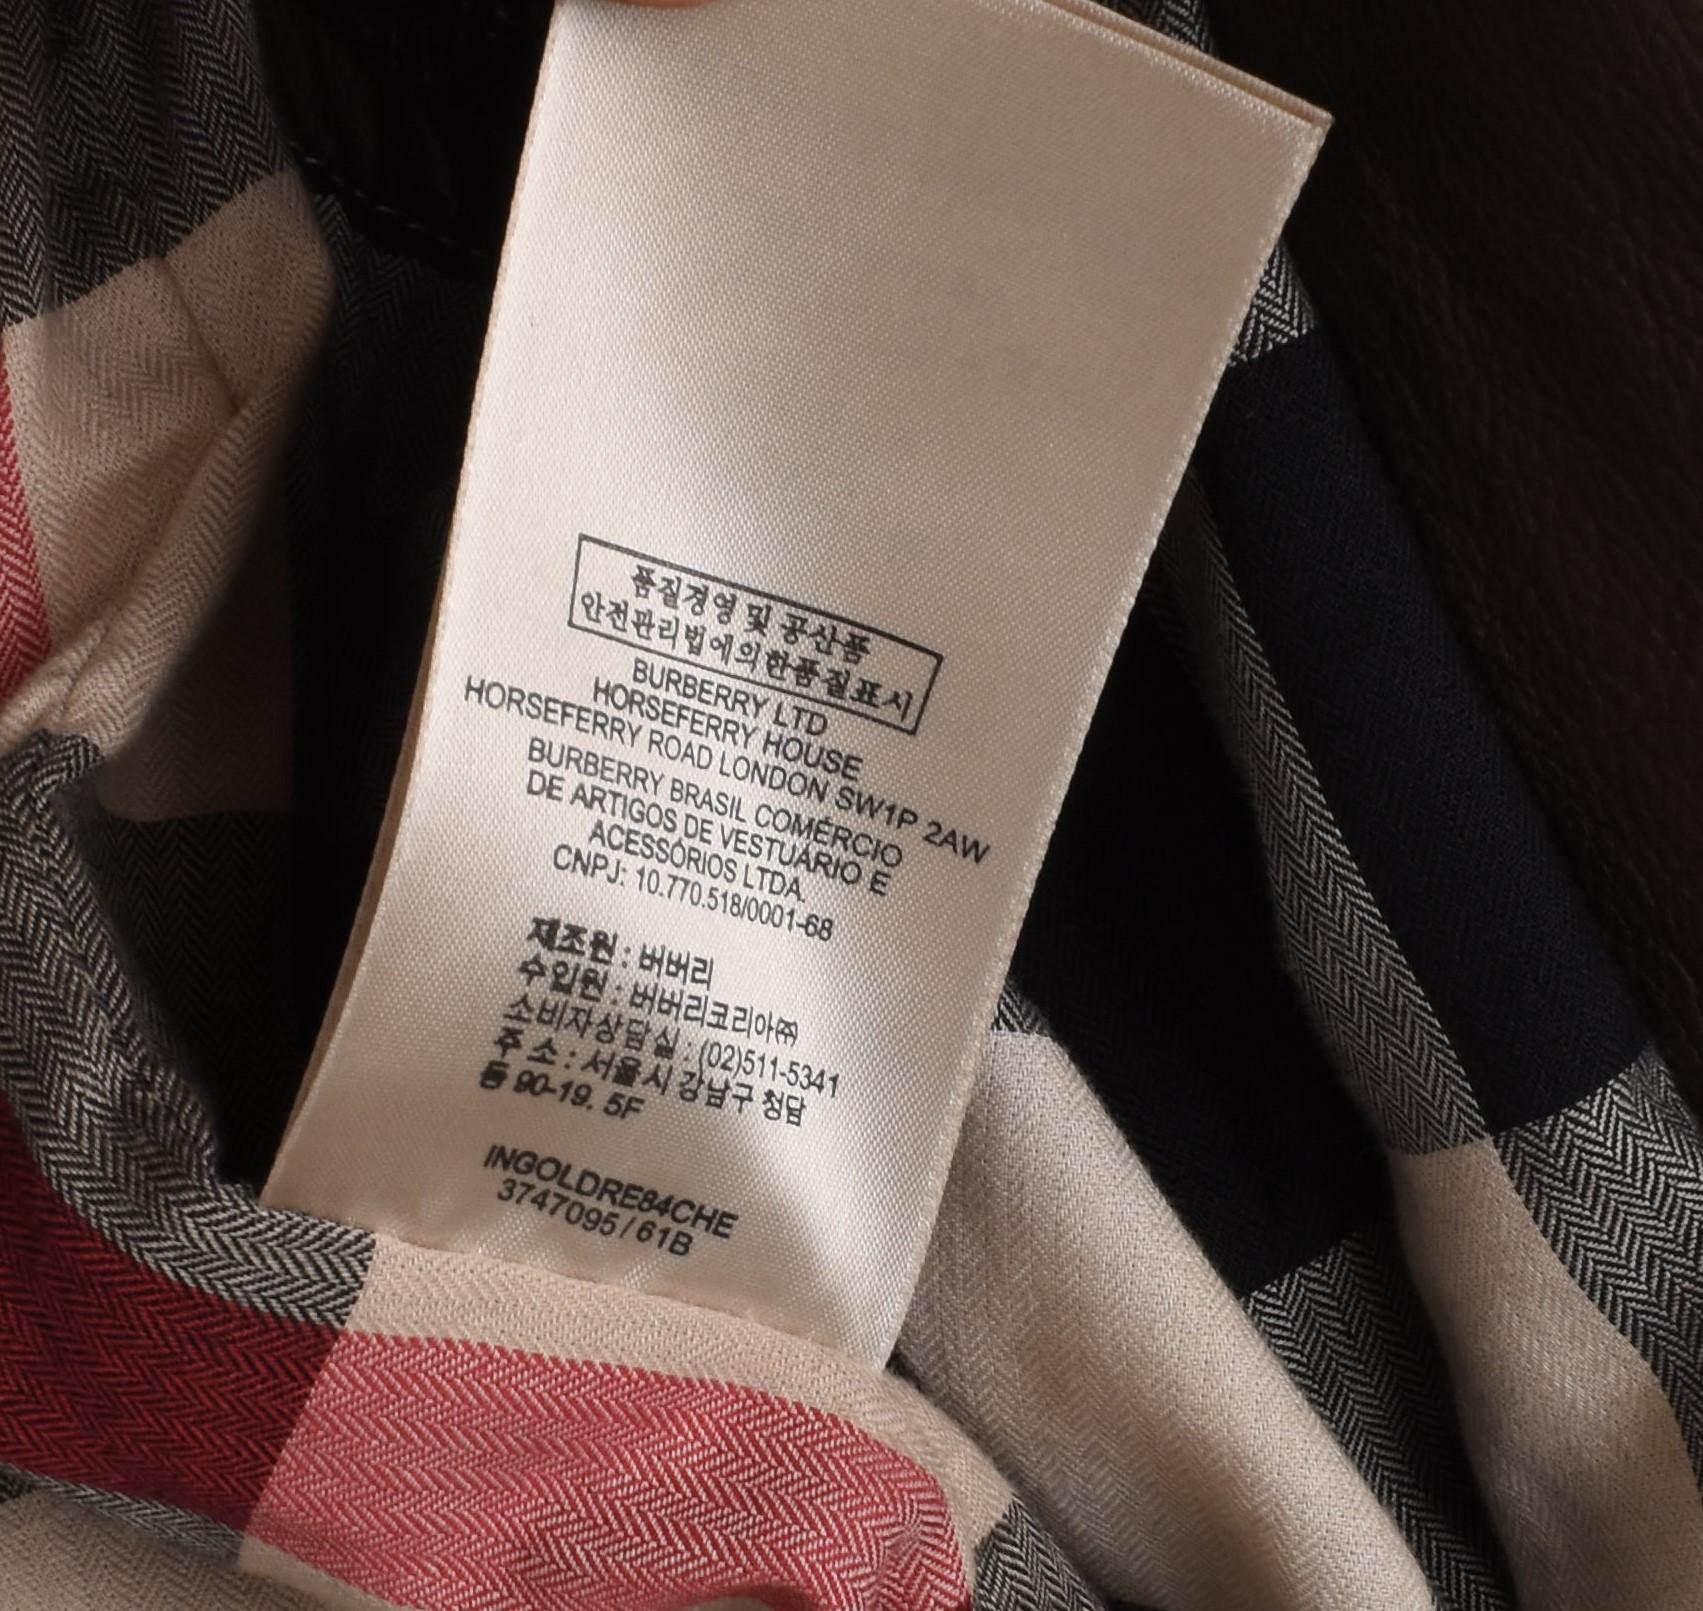 품질경영 및 공산품
안전관리법에의한품질표시
BURBERRY LTD
HORSEFERRY HOUSE
HORSEFERRY ROAD LONDON SW1P 2AW
BURBERRY BRASIL COMÉRCIO
DE ARTIGOS DE VESTUÁRIO E
ACESSÓRIOS LTDA.
CNPJ: 10.770.518/0001-68
제조원 : 버버리
수입원 : 버버리코리아㈜
소비자상담실 : (02)511-5341
주 소 : 서울시 강남구 청담
동 90-19. 5F
INGOLDRE84CHE
3747095 / 61B